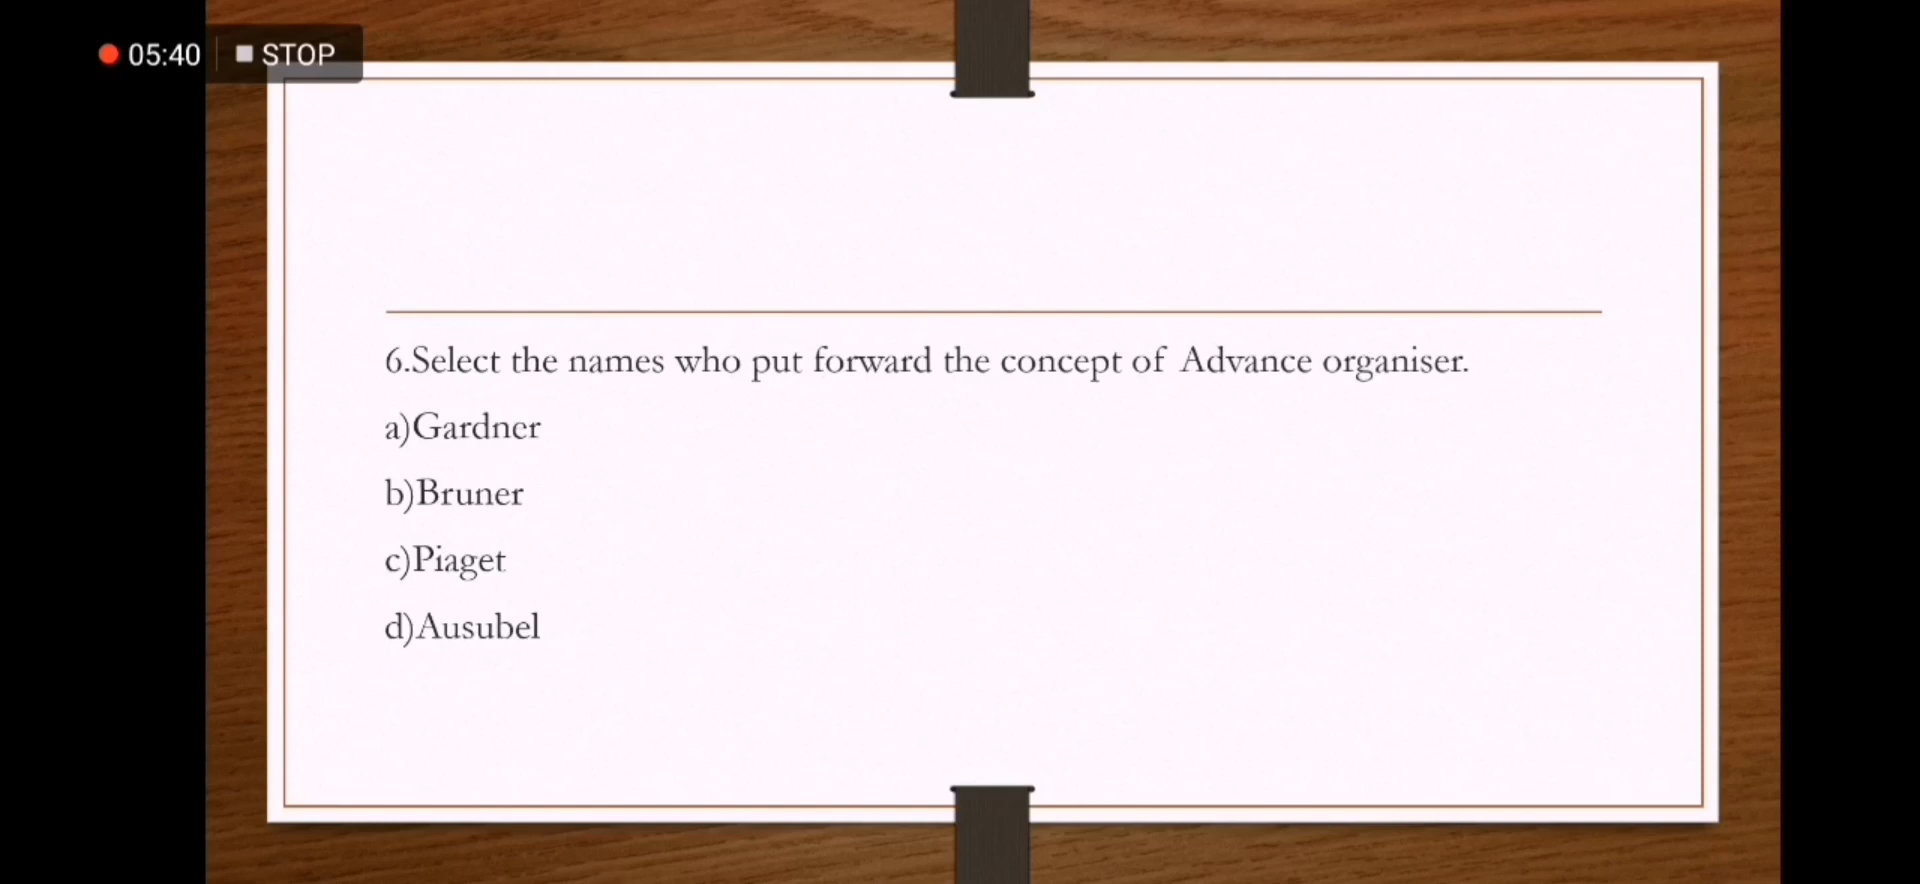 05:40 STOP
6.Select the names who put forward the concept of Advance organiser.
a)Gardner
b)Bruner
c)Piaget
d)Ausubel